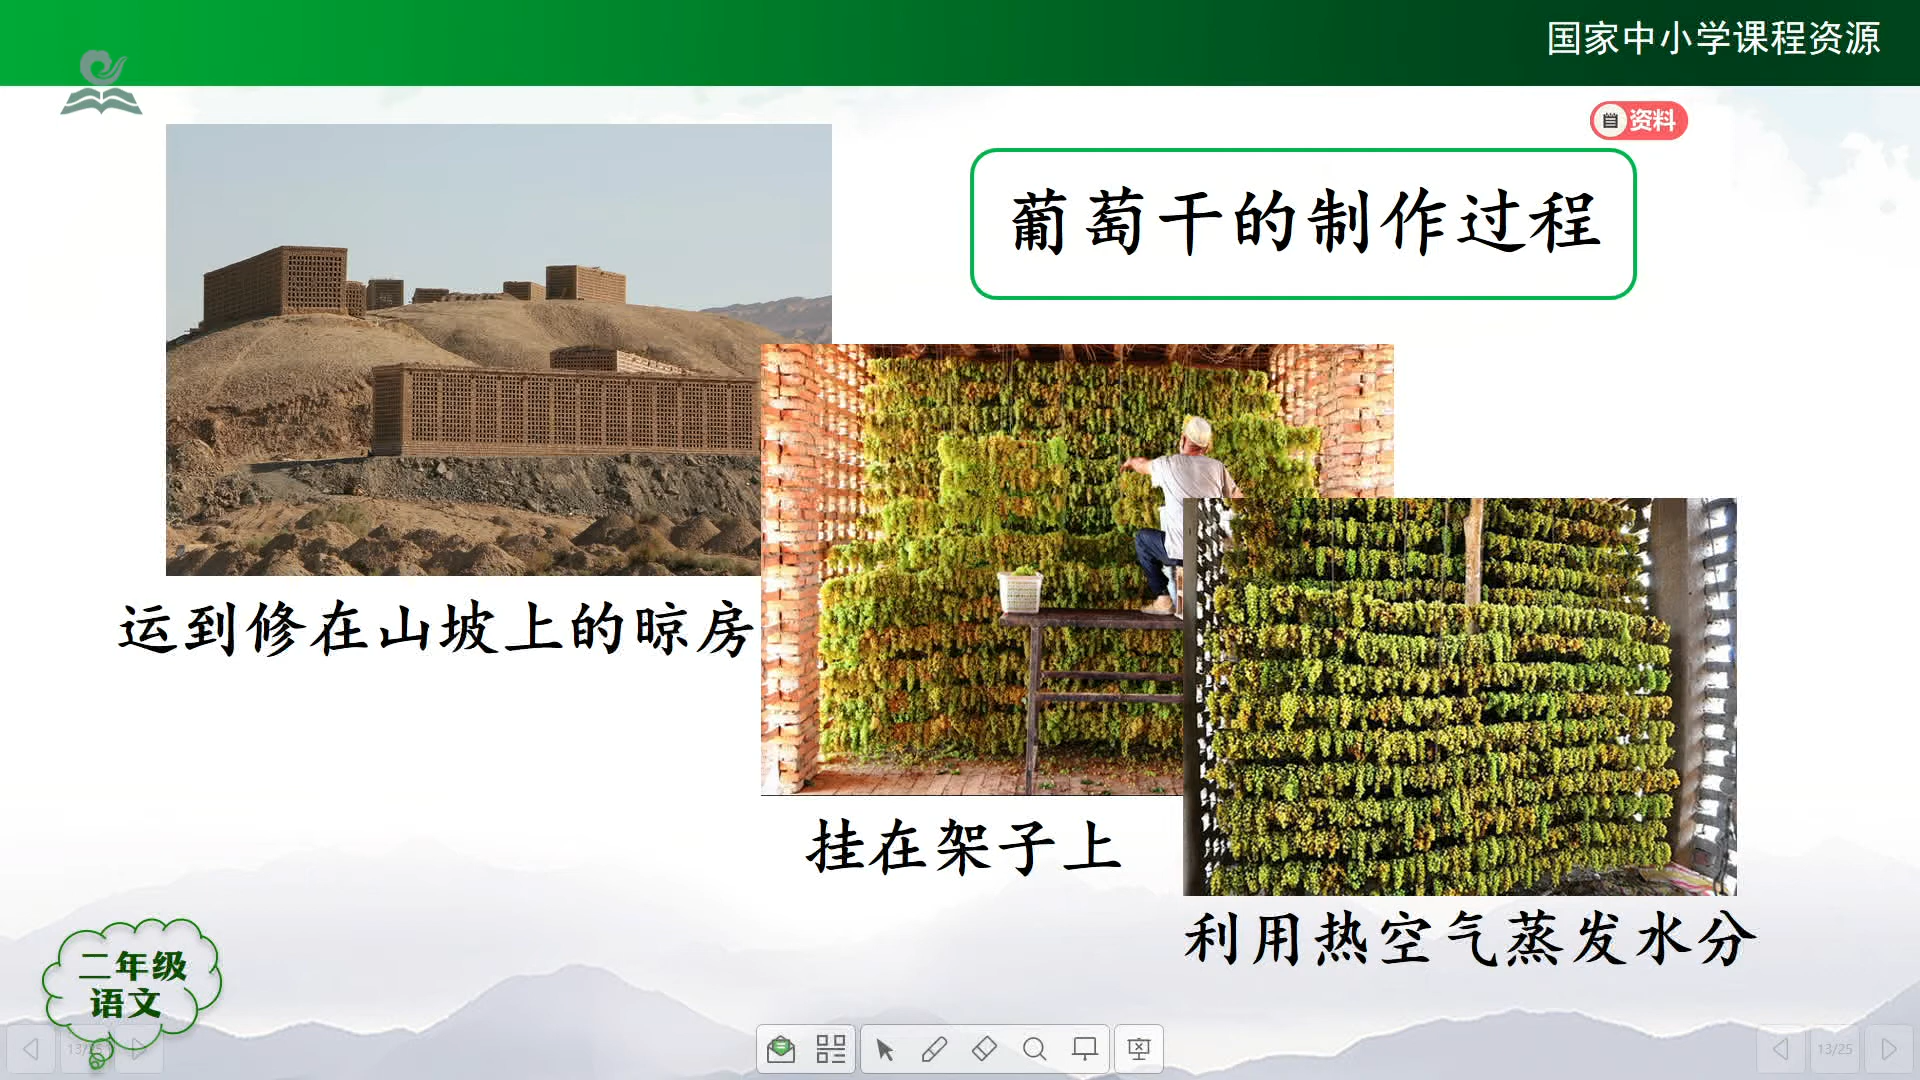 国家中小学课程资源
资料
葡萄干的制作过程
运到修在山坡上的晾房
挂在架子上
利用热空气蒸发水分
二年级
语文
13/25
13/25